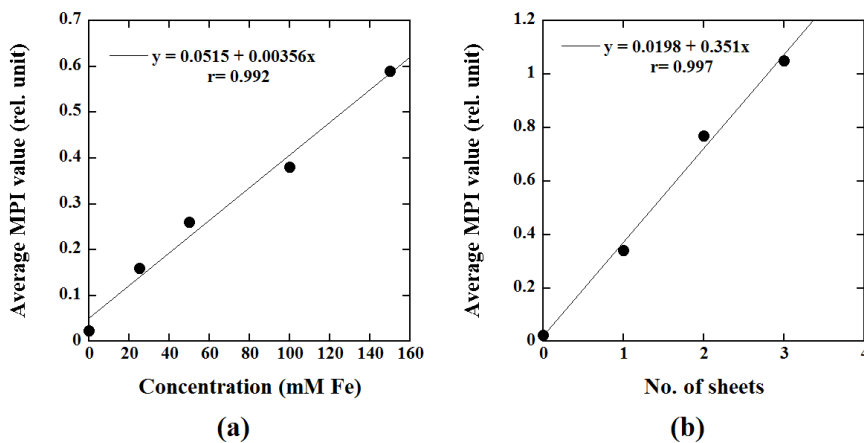 0.7
0.6
0.5
0.4
0.3
0.2
0.1
0
0 20 40 60 80 100 120 140 160
Average MPI value (rel. unit)
y = 0.0515 + 0.00356x
r= 0.992
Concentration (mM Fe)
(a)
1.2
1
0.8
0.6
0.4
0.2
0
0 1 2 3 4
Average MPI value (rel. unit)
y = 0.0198 + 0.351x
r= 0.997
No. of sheets
(b)